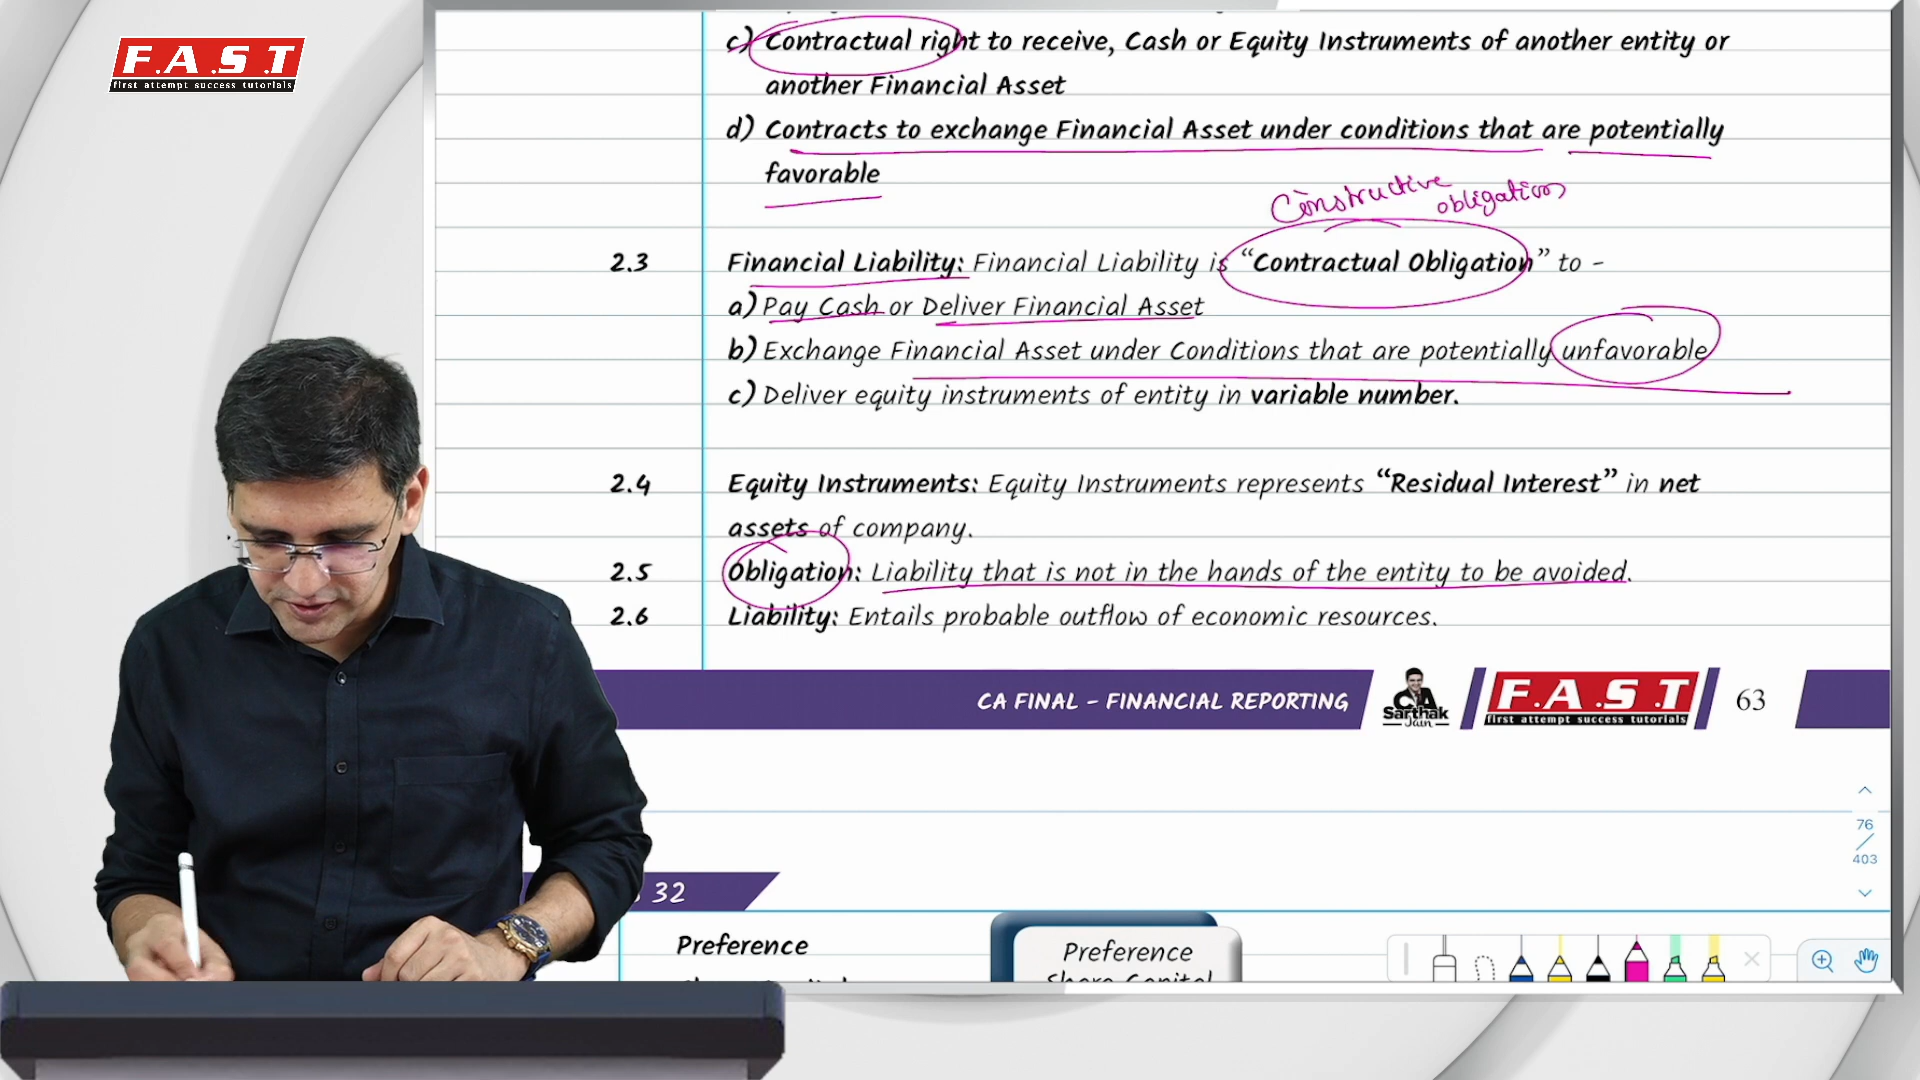 F.A.S.T
first attempt success tutorials
c) Contractual right to receive, Cash or Equity Instruments of another entity or
another Financial Asset
d) Contracts to exchange Financial Asset under conditions that are potentially
favorable
Constructive
obligation
2.3 Financial Liability: Financial Liability is “Contractual Obligation” to –
a) Pay Cash or Deliver Financial Asset
b) Exchange Financial Asset under Conditions that are potentially unfavorable
c) Deliver equity instruments of entity in variable number.
2.4 Equity Instruments: Equity Instruments represents “Residual Interest” in net
assets of company.
2.5 Obligation: Liability that is not in the hands of the entity to be avoided.
2.6 Liability: Entails probable outflow of economic resources.
CA FINAL – FINANCIAL REPORTING
CA
Sarthak
Jain
F.A.S.T
first attempt success tutorials
63
76
403
32
Preference
Preference
Share Capital